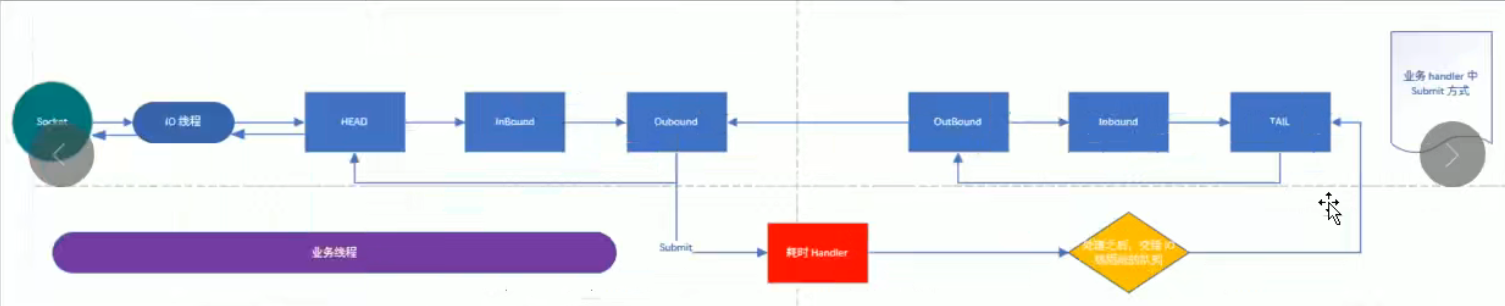 业务 handler 中
Submit 方式
Socket
IO 线程
HEAD
InBound
Oubound
OutBound
Inbound
TAIL
Submit
业务线程
耗时 Handler
处理之后，交给 IO
线程的队列